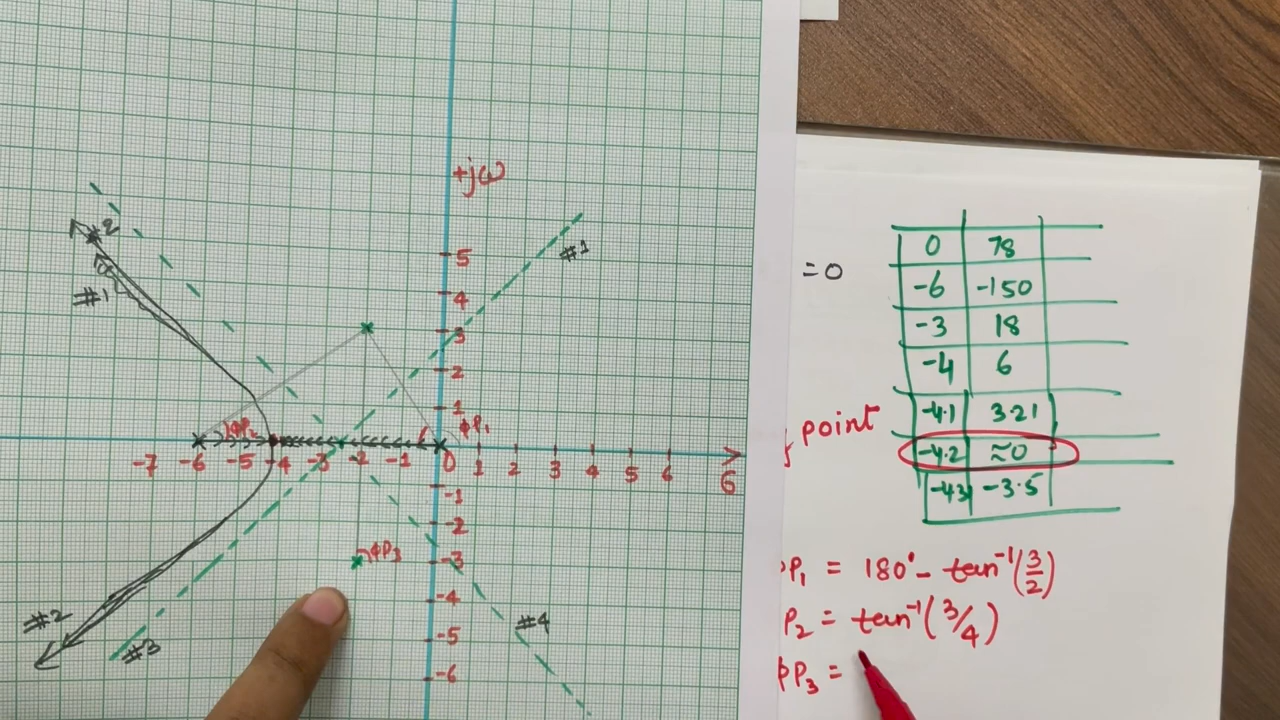 +jω
5
4
3
2
1
#1
#2
#1
ϕP₂
ϕP₁
-7 -6 -5 -4 -3 -2 -1 0 1 2 3 4 5 6
σ
-1
-2
-3
-4
-5
-6
ϕP₃
#2
#3
#4
=0
0 78
-6 -150
-3 18
-4 6
-4.1 3.21
-4.2 ≈0
-4.3 -3.5
point
P₁ = 180° - tan⁻¹(3/2)
P₂ = tan⁻¹(3/4)
ϕP₃ =